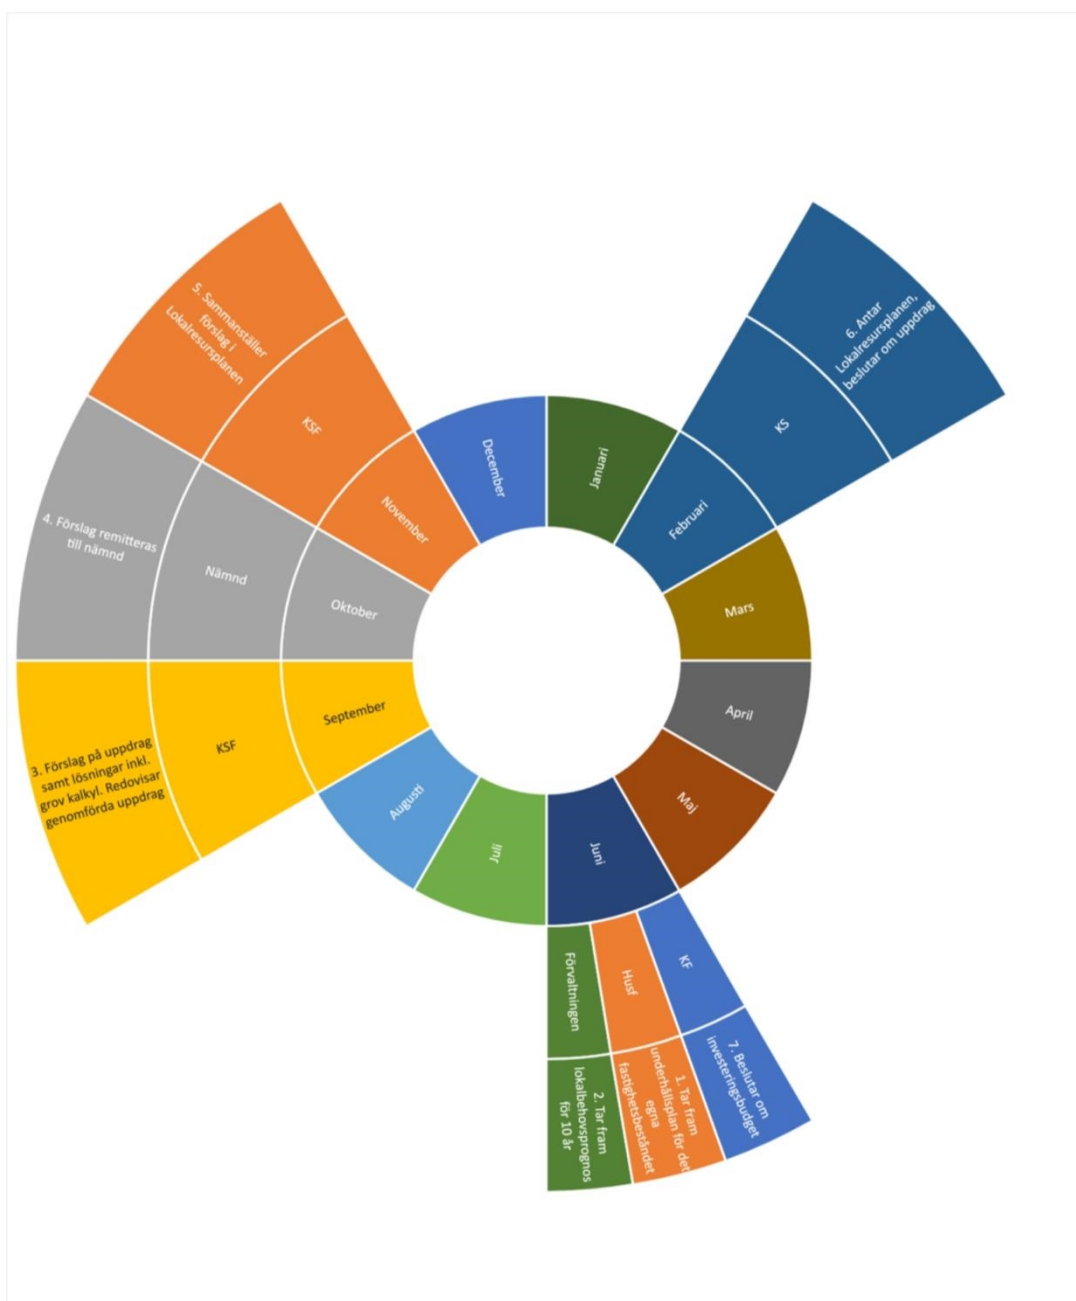 Januari
Februari
KS
6. Antar
Lokalresursplanen,
beslutar om uppdrag
Mars
April
Maj
Juni
KF
7. Beslutar om
investeringsbudget
Husf
1. Tar fram
underhållsplan för det
egna
fastighetsbeståndet
Förvaltningen
2. Tar fram
lokalbehovsprognos
för 10 år
Juli
Augusti
September
KSF
3. Förslag på uppdrag
samt lösningar inkl.
grov kalkyl. Redovisar
genomförda uppdrag
Oktober
Nämnd
4. Förslag remitteras
till nämnd
November
KSF
5. Sammanställer
förslag i
Lokalresursplanen
December